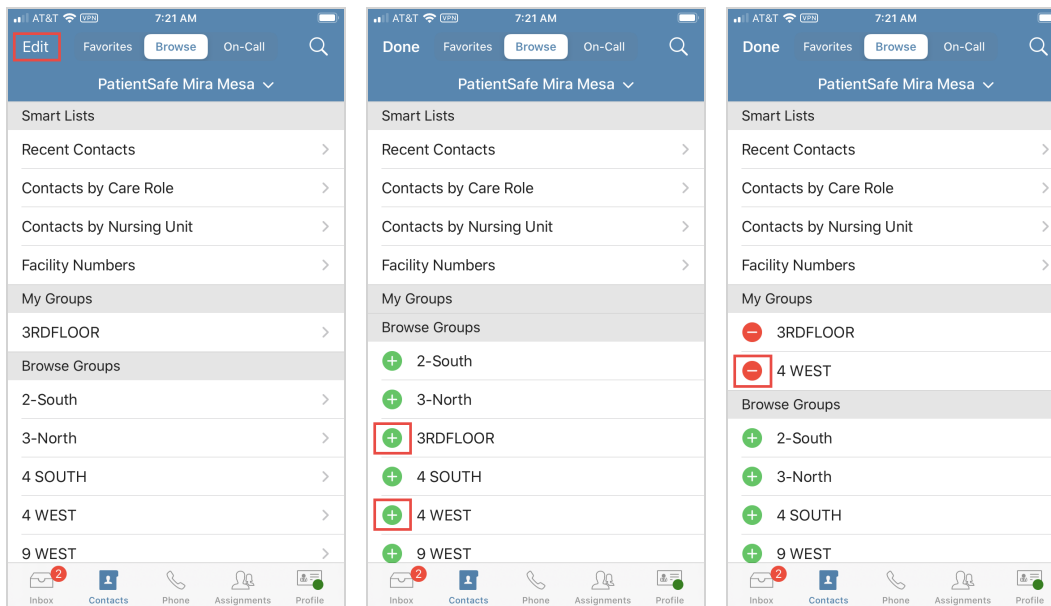 AT&T VPN 7:21 AM
Edit Favorites Browse On-Call
PatientSafe Mira Mesa
Smart Lists
Recent Contacts
Contacts by Care Role
Contacts by Nursing Unit
Facility Numbers
My Groups
3RDFLOOR
Browse Groups
2-South
3-North
4 SOUTH
4 WEST
9 WEST
2
Inbox Contacts Phone Assignments Profile
AT&T VPN 7:21 AM
Done Favorites Browse On-Call
PatientSafe Mira Mesa
Smart Lists
Recent Contacts
Contacts by Care Role
Contacts by Nursing Unit
Facility Numbers
My Groups
Browse Groups
2-South
3-North
3RDFLOOR
4 SOUTH
4 WEST
9 WEST
2
Inbox Contacts Phone Assignments Profile
AT&T VPN 7:21 AM
Done Favorites Browse On-Call
PatientSafe Mira Mesa
Smart Lists
Recent Contacts
Contacts by Care Role
Contacts by Nursing Unit
Facility Numbers
My Groups
3RDFLOOR
4 WEST
Browse Groups
2-South
3-North
4 SOUTH
9 WEST
2
Inbox Contacts Phone Assignments Profile